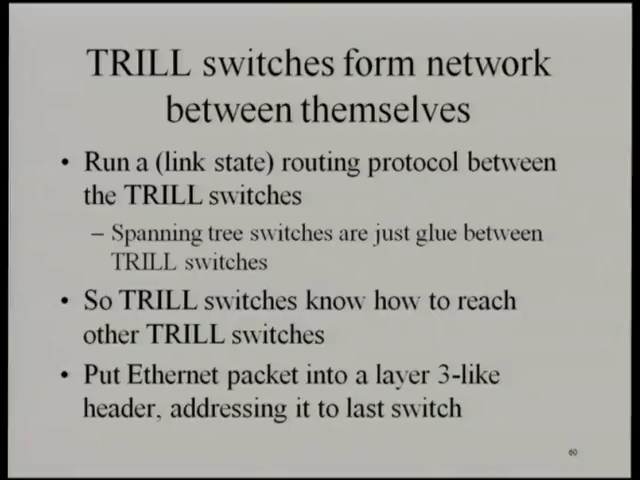 TRILL switches form network
between themselves
• Run a (link state) routing protocol between
the TRILL switches
– Spanning tree switches are just glue between
TRILL switches
• So TRILL switches know how to reach
other TRILL switches
• Put Ethernet packet into a layer 3-like
header, addressing it to last switch
60